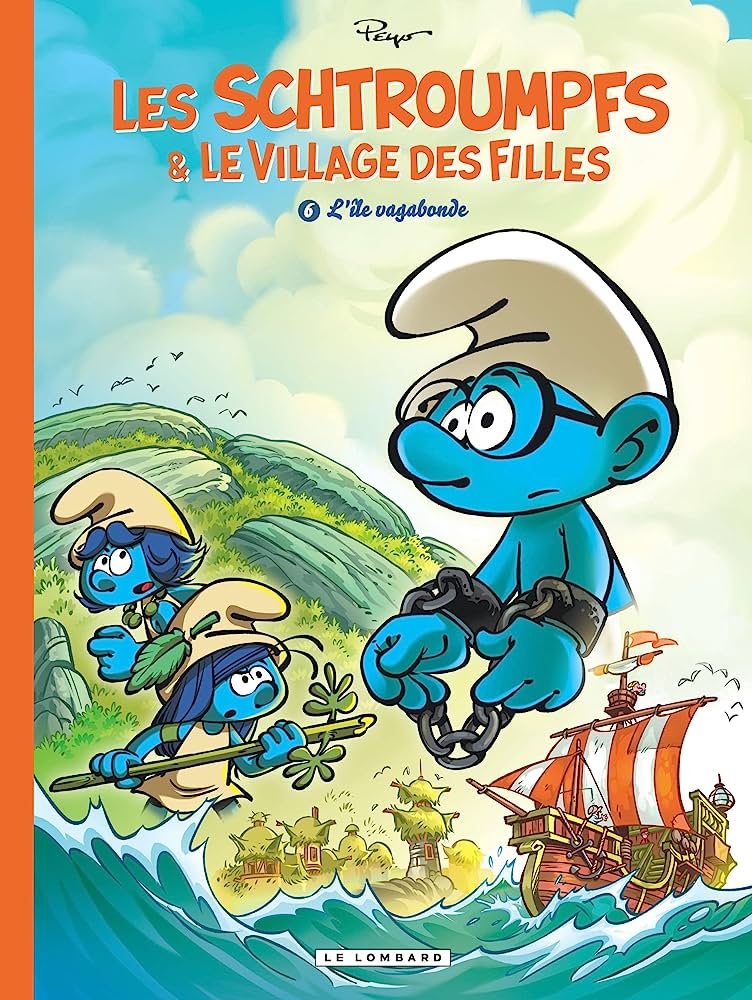 Peyo
LES SCHTROUMPFS
& LE VILLAGE DES FILLES
6 L'île vagabonde
LE LOMBARD